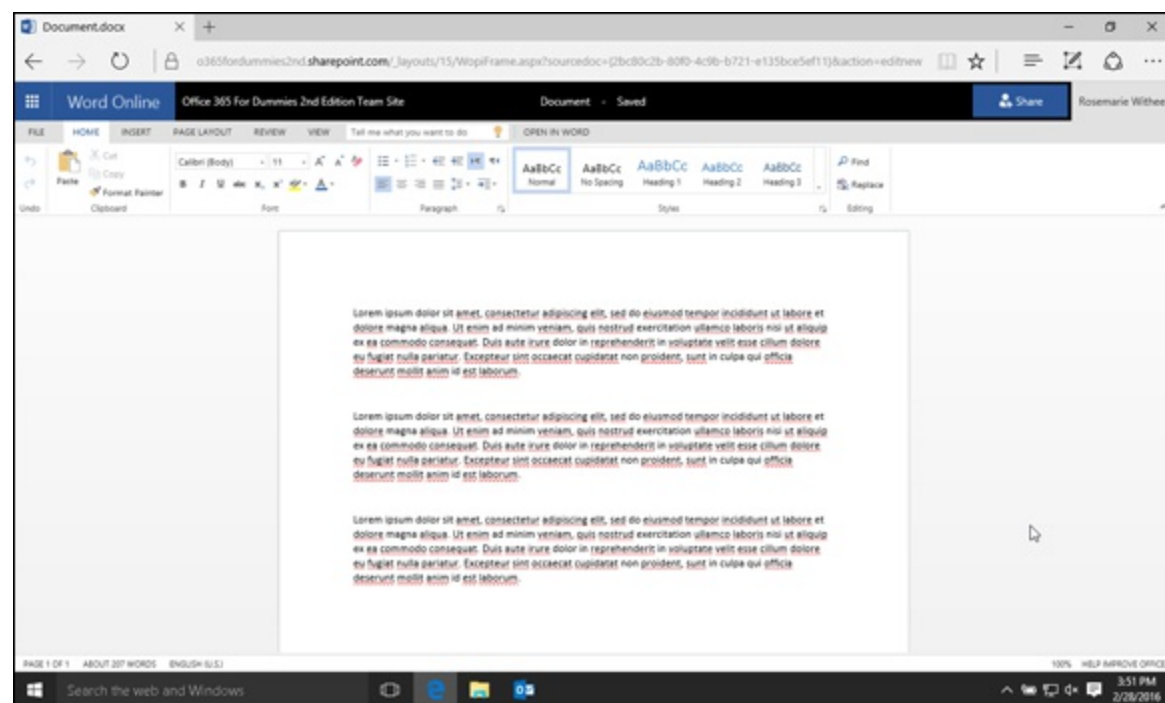 Document.docx
o365fordummies2nd.sharepoint.com/_layouts/15/WopiFrame.aspx?sourcedoc={2bc80c2b-80f0-4c9b-b721-e135bce5ef11}&action=editnew
Word Online Office 365 For Dummies 2nd Edition Team Site Document - Saved Share Rosemarie Withee
FILE HOME INSERT PAGE LAYOUT REVIEW VIEW Tell me what you want to do OPEN IN WORD
Cut
Copy
Paste
Format Painter
Calibri (Body) 11
B I U abc x₂ x² A
AaBbCc AaBbCc AaBbCc AaBbCc AaBbCc
Normal No Spacing Heading 1 Heading 2 Heading 3
Find
Replace
Undo Clipboard Font Paragraph Styles Editing
Lorem ipsum dolor sit amet, consectetur adipiscing elit, sed do eiusmod tempor incididunt ut labore et
dolore magna aliqua. Ut enim ad minim veniam, quis nostrud exercitation ullamco laboris nisi ut aliquip
ex ea commodo consequat. Duis aute irure dolor in reprehenderit in voluptate velit esse cillum dolore
eu fugiat nulla pariatur. Excepteur sint occaecat cupidatat non proident, sunt in culpa qui officia
deserunt mollit anim id est laborum.
Lorem ipsum dolor sit amet, consectetur adipiscing elit, sed do eiusmod tempor incididunt ut labore et
dolore magna aliqua. Ut enim ad minim veniam, quis nostrud exercitation ullamco laboris nisi ut aliquip
ex ea commodo consequat. Duis aute irure dolor in reprehenderit in voluptate velit esse cillum dolore
eu fugiat nulla pariatur. Excepteur sint occaecat cupidatat non proident, sunt in culpa qui officia
deserunt mollit anim id est laborum.
Lorem ipsum dolor sit amet, consectetur adipiscing elit, sed do eiusmod tempor incididunt ut labore et
dolore magna aliqua. Ut enim ad minim veniam, quis nostrud exercitation ullamco laboris nisi ut aliquip
ex ea commodo consequat. Duis aute irure dolor in reprehenderit in voluptate velit esse cillum dolore
eu fugiat nulla pariatur. Excepteur sint occaecat cupidatat non proident, sunt in culpa qui officia
deserunt mollit anim id est laborum.
PAGE 1 OF 1 ABOUT 207 WORDS ENGLISH (U.S.) 100% HELP IMPROVE OFFICE
Search the web and Windows
3:51 PM
2/28/2016